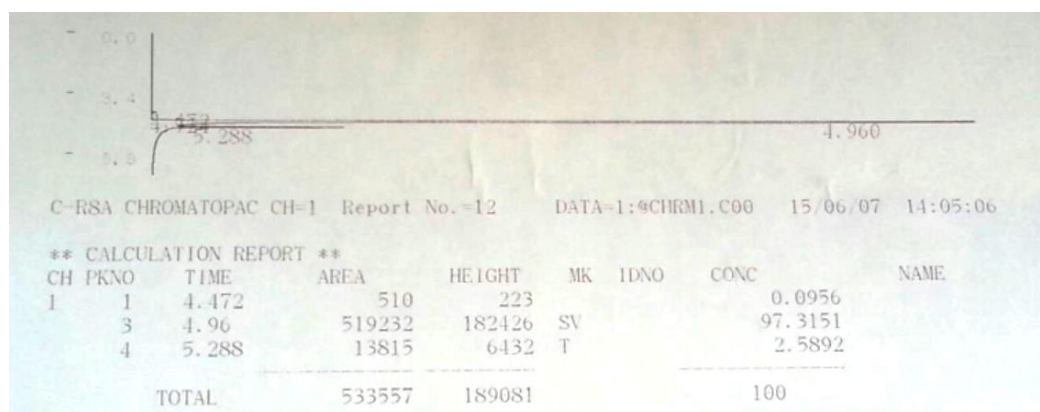 0.0
3.4
4.472
5.288
4.960
C-R8A CHROMATOPAC CH=1 Report No.=12 DATA=1:@CHRM1.C00 15/06/07 14:05:06
** CALCULATION REPORT **
CH PKNO TIME AREA HEIGHT MK IDNO CONC NAME
1 1 4.472 510 223 0.0956
3 4.96 519232 182426 SV 97.3151
4 5.288 13815 6432 T 2.5892
TOTAL 533557 189081 100